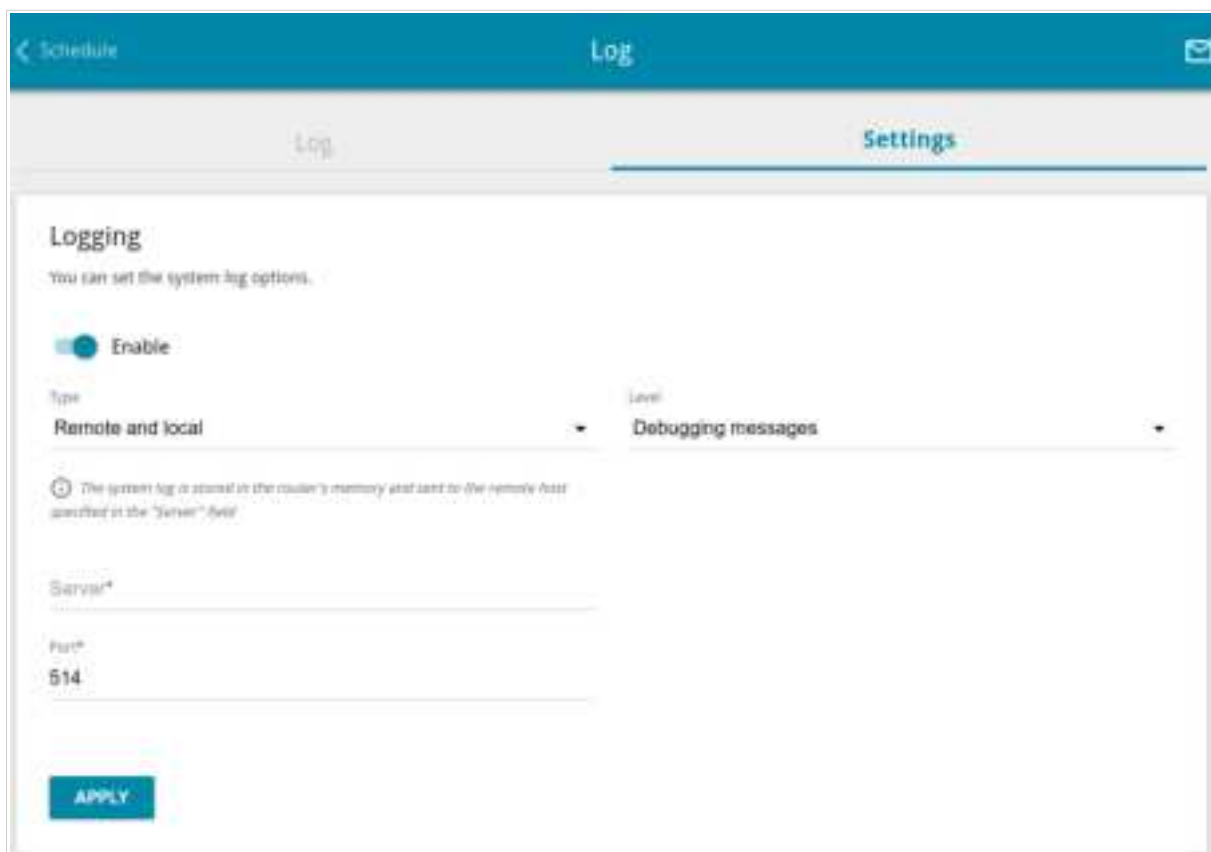 Schedule
Log
Log
Settings
Logging
You can set the system log options.
Enable
Type
Level
Remote and local
Debugging messages
The system log is stored in the router's memory and sent to the remote host
specified in the "Server" field
Server*
Port*
514
APPLY